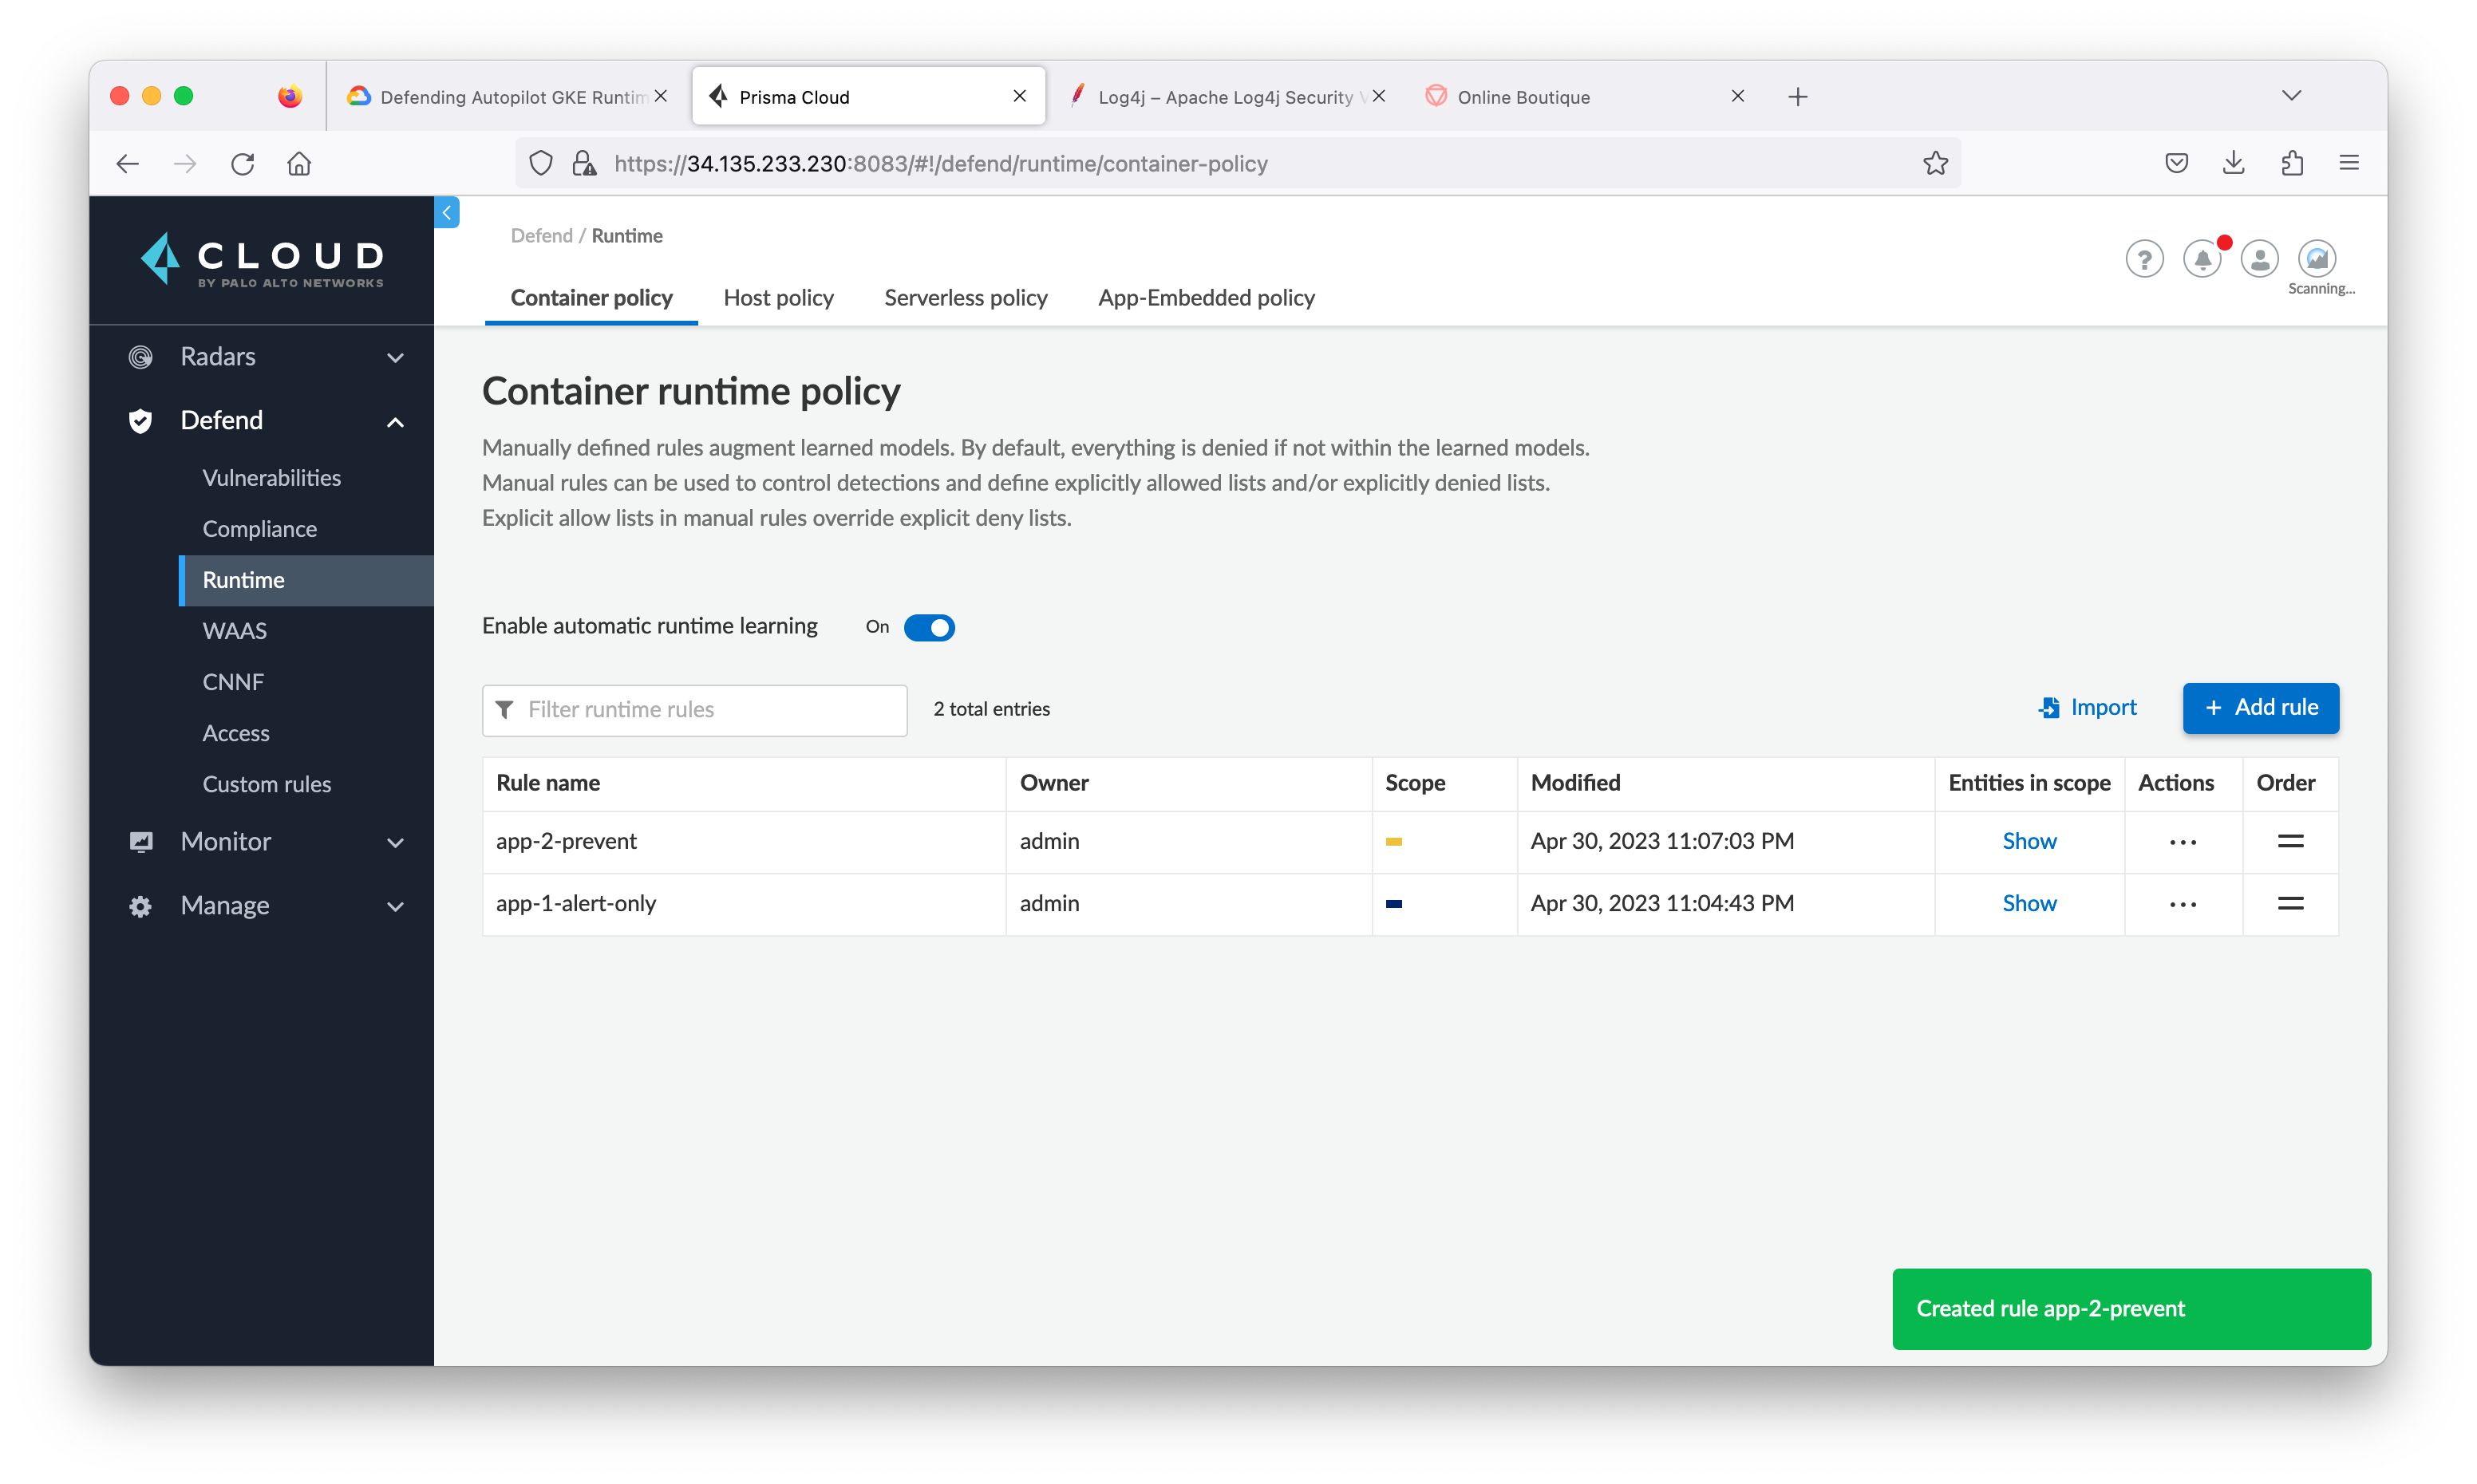 Defending Autopilot GKE Runtim
Prisma Cloud
Log4j – Apache Log4j Security V
Online Boutique
https://34.135.233.230:8083/#!/defend/runtime/container-policy
CLOUD
BY PALO ALTO NETWORKS
Defend / Runtime
Scanning...
Container policy
Host policy
Serverless policy
App-Embedded policy
Radars
Defend
Vulnerabilities
Compliance
Runtime
WAAS
CNNF
Access
Custom rules
Monitor
Manage
Container runtime policy
Manually defined rules augment learned models. By default, everything is denied if not within the learned models.
Manual rules can be used to control detections and define explicitly allowed lists and/or explicitly denied lists.
Explicit allow lists in manual rules override explicit deny lists.
Enable automatic runtime learning On
Filter runtime rules
2 total entries
Import
+ Add rule
Rule name Owner Scope Modified Entities in scope Actions Order
app-2-prevent admin Apr 30, 2023 11:07:03 PM Show
app-1-alert-only admin Apr 30, 2023 11:04:43 PM Show
Created rule app-2-prevent